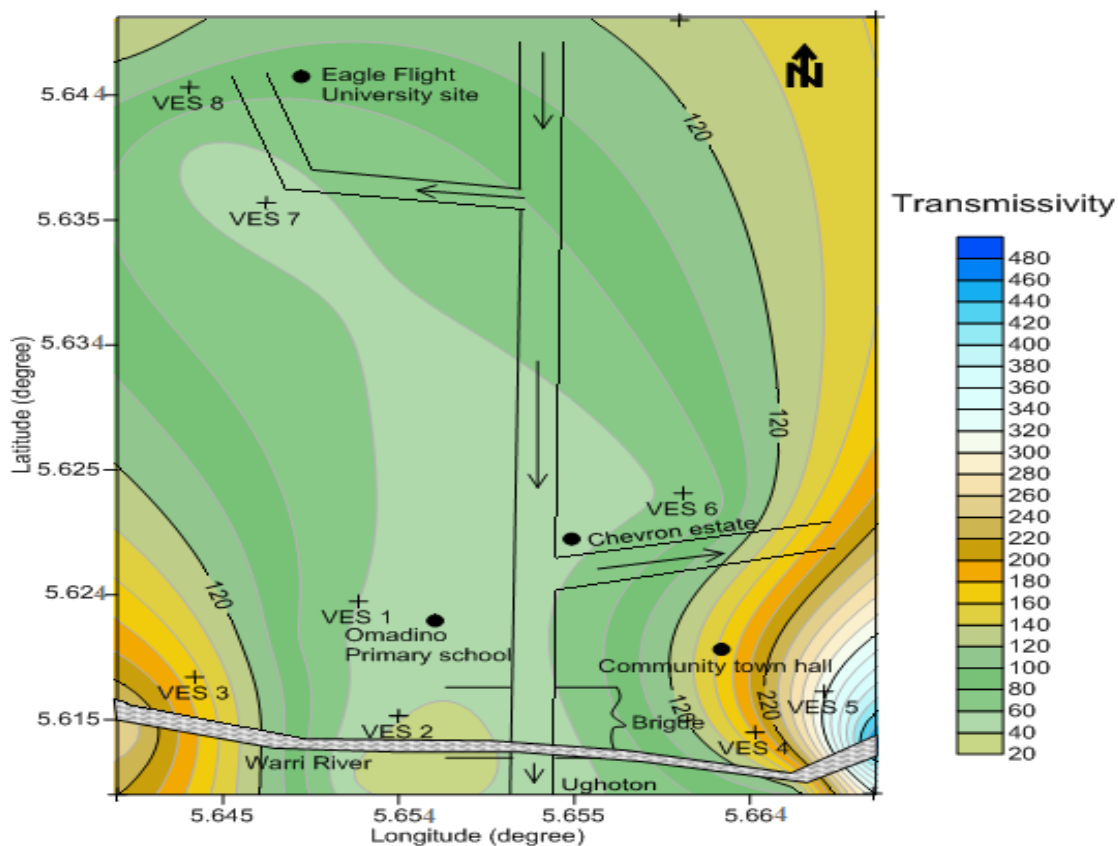 N
5.644
Eagle Flight
University site
VES 8
120
5.635
VES 7
Transmissivity
480
460
440
420
400
380
360
340
320
300
280
260
240
220
200
180
160
140
120
100
80
60
40
20
Latitude (degree)
5.634
120
5.625
VES 6
Chevron estate
5.624
120
VES 1
Omadino
Primary school
Community town hall
VES 3
120
220
VES 5
5.615
VES 2
Brigde
VES 4
Warri River
Ughoton
5.645
5.654
5.655
5.664
Longitude (degree)